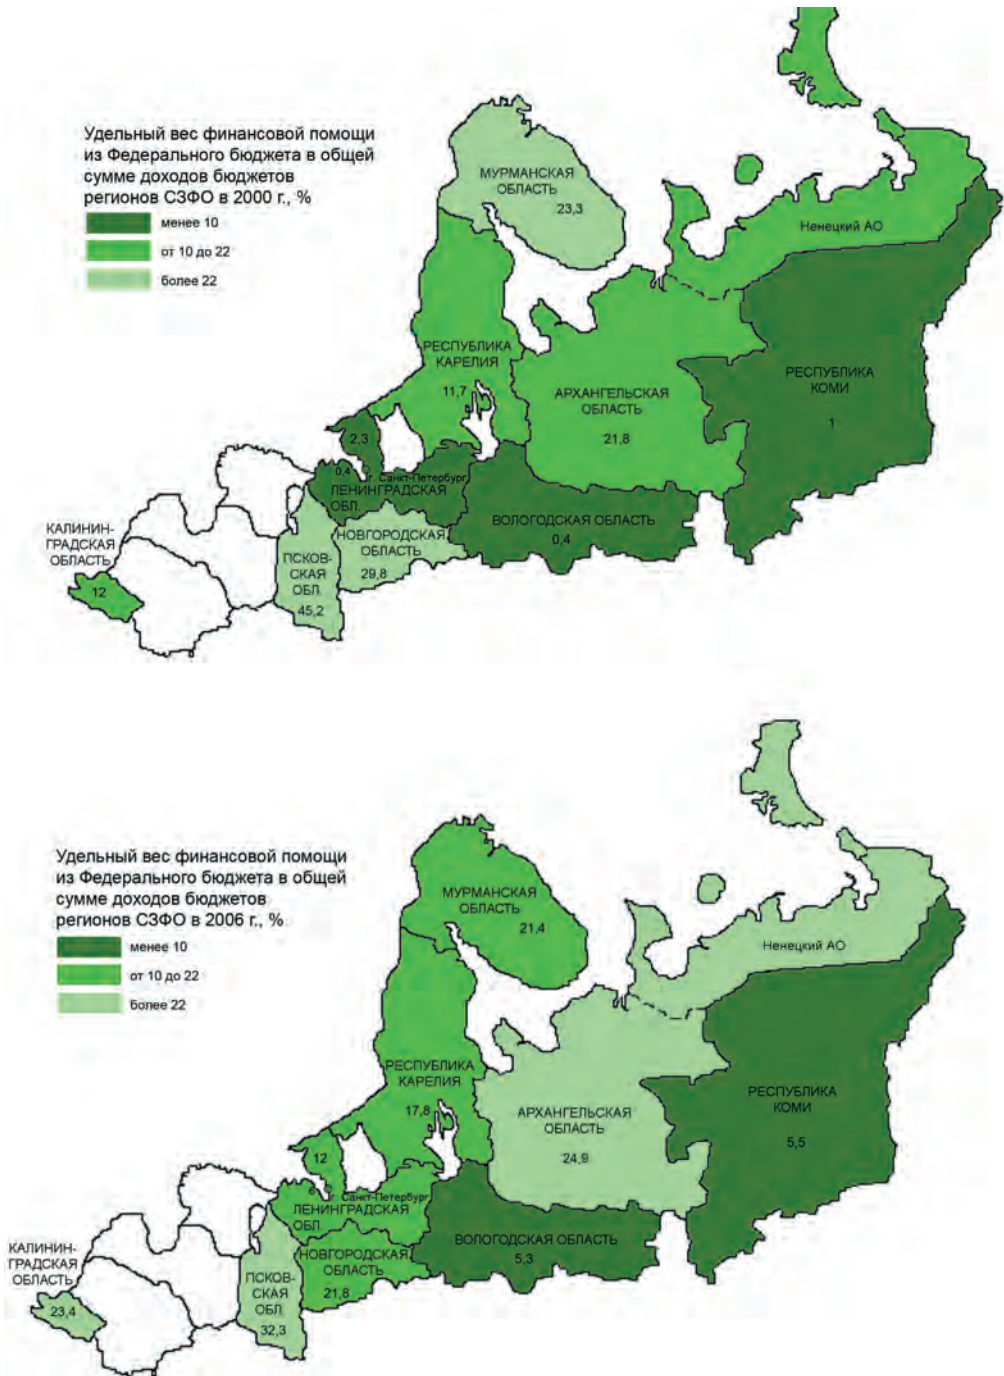 Удельный вес финансовой помощи
из Федерального бюджета в общей
сумме доходов бюджетов
регионов СЗФО в 2000 г., %
менее 10
от 10 до 22
более 22
МУРМАНСКАЯ
ОБЛАСТЬ
23,3
Ненецкий АО
РЕСПУБЛИКА
КАРЕЛИЯ
11,7
АРХАНГЕЛЬСКАЯ
ОБЛАСТЬ
21,8
РЕСПУБЛИКА
КОМИ
1
2,3
0,4
г. Санкт-Петербург
ЛЕНИНГРАДСКАЯ
ОБЛ.
ВОЛОГОДСКАЯ ОБЛАСТЬ
0,4
НОВГОРОДСКАЯ
ОБЛАСТЬ
29,8
ПСКОВ-
СКАЯ
ОБЛ.
45,2
КАЛИНИН-
ГРАДСКАЯ
ОБЛАСТЬ
12
Удельный вес финансовой помощи
из Федерального бюджета в общей
сумме доходов бюджетов
регионов СЗФО в 2006 г., %
менее 10
от 10 до 22
более 22
МУРМАНСКАЯ
ОБЛАСТЬ
21,4
Ненецкий АО
РЕСПУБЛИКА
КАРЕЛИЯ
17,8
АРХАНГЕЛЬСКАЯ
ОБЛАСТЬ
24,9
РЕСПУБЛИКА
КОМИ
5,5
12
6
г. Санкт-Петербург
ЛЕНИНГРАДСКАЯ
ОБЛ.
ВОЛОГОДСКАЯ ОБЛАСТЬ
5,3
НОВГОРОДСКАЯ
ОБЛАСТЬ
21,8
ПСКОВ-
СКАЯ
ОБЛ.
32,3
КАЛИНИН-
ГРАДСКАЯ
ОБЛАСТЬ
23,4